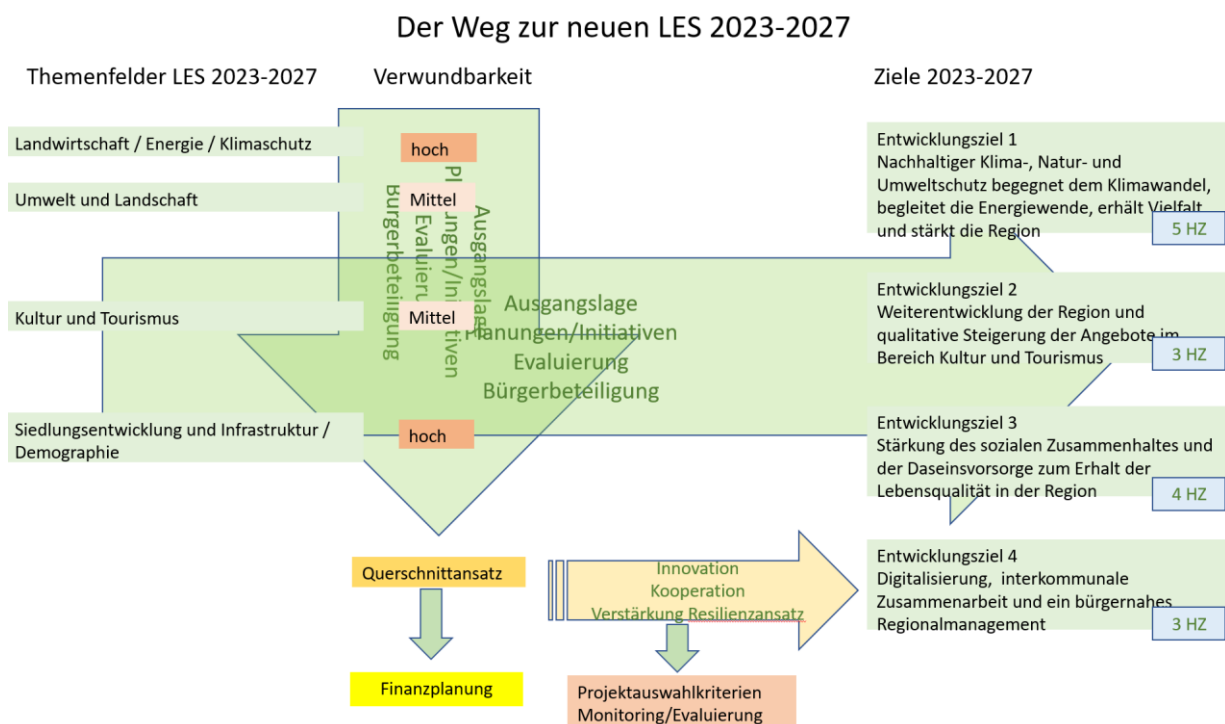 Der Weg zur neuen LES 2023-2027
Themenfelder LES 2023-2027
Verwundbarkeit
Ziele 2023-2027
Landwirtschaft / Energie / Klimaschutz
hoch
Umwelt und Landschaft
Mittel
Kultur und Tourismus
Mittel
Siedlungsentwicklung und Infrastruktur /
Demographie
hoch
Ausgangslage
Planungen/Initiativen
Evaluierung
Bürgerbeteiligung
Ausgangslage
Planungen/Initiativen
Evaluierung
Bürgerbeteiligung
Entwicklungsziel 1
Nachhaltiger Klima-, Natur- und
Umweltschutz begegnet dem Klimawandel,
begleitet die Energiewende, erhält Vielfalt
und stärkt die Region
5 HZ
Entwicklungsziel 2
Weiterentwicklung der Region und
qualitative Steigerung der Angebote im
Bereich Kultur und Tourismus
3 HZ
Entwicklungsziel 3
Stärkung des sozialen Zusammenhaltes und
der Daseinsvorsorge zum Erhalt der
Lebensqualität in der Region
4 HZ
Querschnittansatz
Innovation
Kooperation
Verstärkung Resilienzansatz
Entwicklungsziel 4
Digitalisierung, interkommunale
Zusammenarbeit und ein bürgernahes
Regionalmanagement
3 HZ
Finanzplanung
Projektauswahlkriterien
Monitoring/Evaluierung